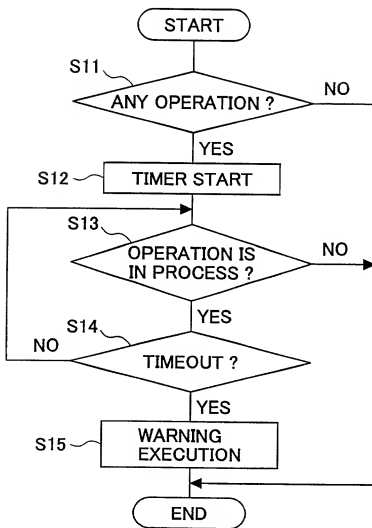 START
S11
ANY OPERATION ?
NO
YES
S12
TIMER START
S13
OPERATION IS
IN PROCESS ?
NO
YES
S14
NO
TIMEOUT ?
YES
S15
WARNING
EXECUTION
END